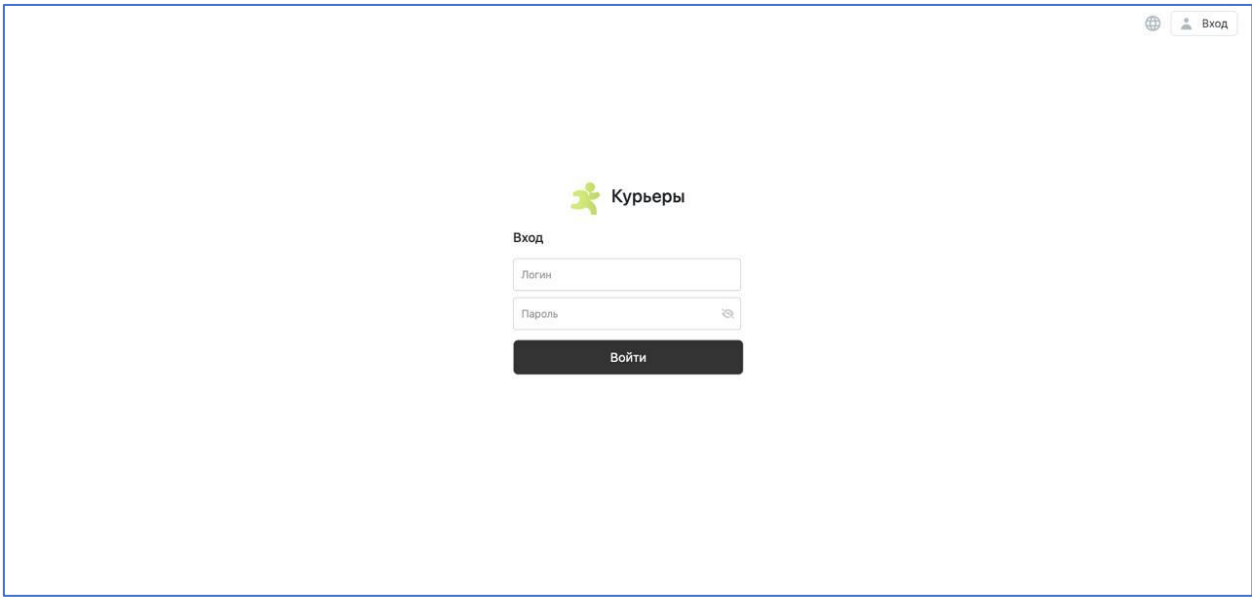 Вход
Курьеры
Вход
Логин
Пароль
Войти